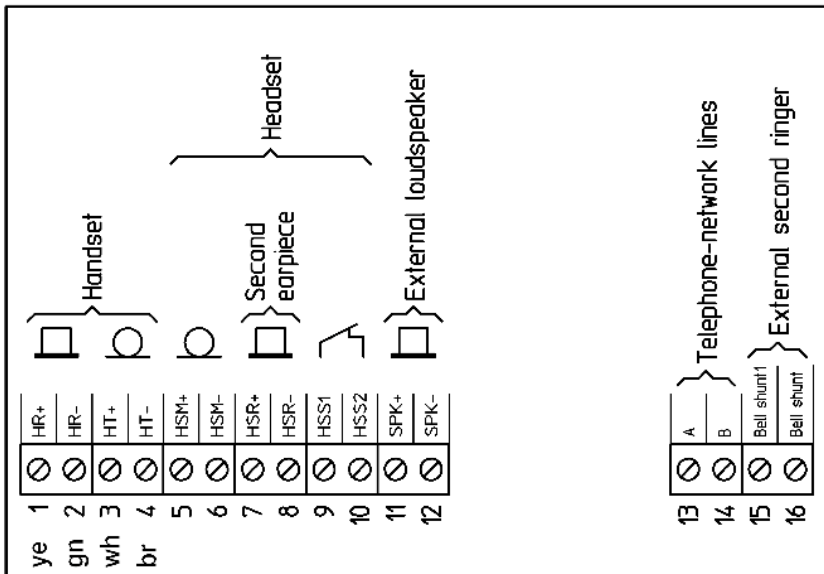 Handset
Headset
Second
earpiece
External loudspeaker
Telephone-network lines
External second ringer
HR+
HR-
HT+
HT-
HSM+
HSM-
HSR+
HSR-
HSS1
HSS2
SPK+
SPK-
A
B
Bell shunt1
Bell shunt
1
2
3
4
5
6
7
8
9
10
11
12
13
14
15
16
ye
gn
wh
br